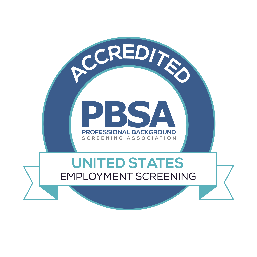 ACCREDITED
PBSA
PROFESSIONAL BACKGROUND
SCREENING ASSOCIATION
UNITED STATES
EMPLOYMENT SCREENING